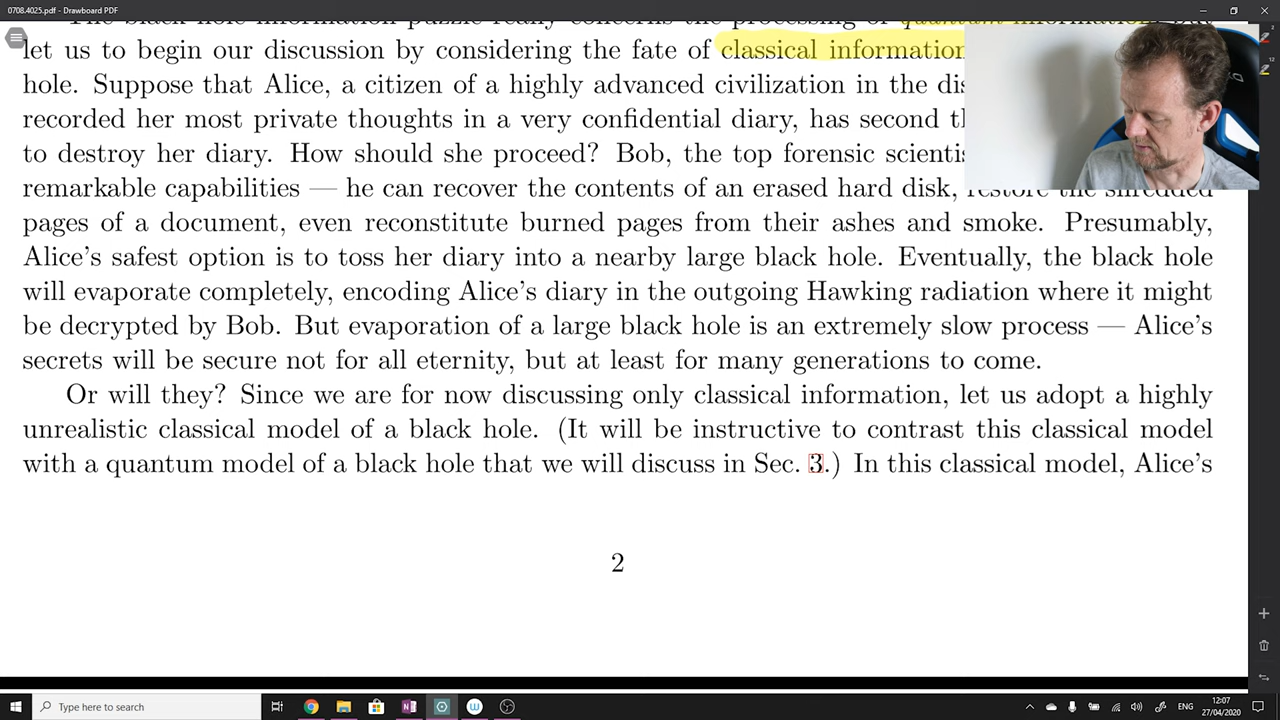 0708.4025.pdf - Drawboard PDF
let us to begin our discussion by considering the fate of classical information
hole. Suppose that Alice, a citizen of a highly advanced civilization in the
recorded her most private thoughts in a very confidential diary, has second
to destroy her diary. How should she proceed? Bob, the top forensic
remarkable capabilities — he can recover the contents of an erased hard disk, restore the shredded
pages of a document, even reconstitute burned pages from their ashes and smoke. Presumably,
Alice's safest option is to toss her diary into a nearby large black hole. Eventually, the black hole
will evaporate completely, encoding Alice's diary in the outgoing Hawking radiation where it might
be decrypted by Bob. But evaporation of a large black hole is an extremely slow process — Alice's
secrets will be secure not for all eternity, but at least for many generations to come.
Or will they? Since we are for now discussing only classical information, let us adopt a highly
unrealistic classical model of a black hole. (It will be instructive to contrast this classical model
with a quantum model of a black hole that we will discuss in Sec. 3.) In this classical model, Alice's
2
Type here to search
ENG
12:07
27/04/2020